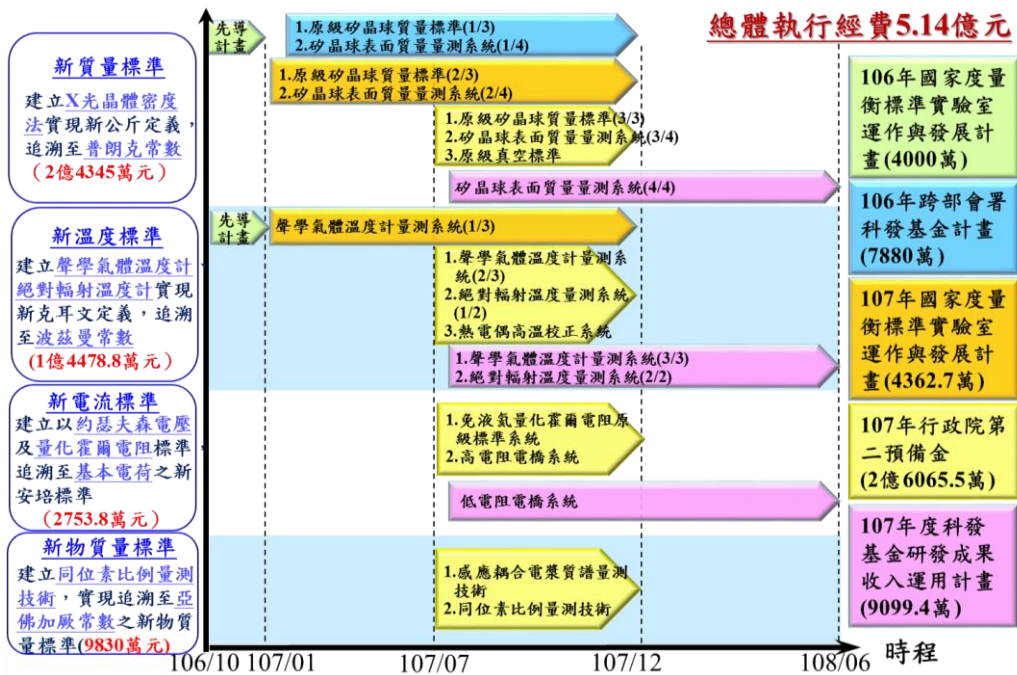 總體執行經費5.14億元
新質量標準
建立X光晶體密度
法實現新公斤定義，
追溯至普朗克常數
(2億4345萬元)
先導
計畫
1.原級矽晶球質量標準(1/3)
2.矽晶球表面質量量測系統(1/4)
1.原級矽晶球質量標準(2/3)
2.矽晶球表面質量量測系統(2/4)
1.原級矽晶球質量標準(3/3)
2.矽晶球表面質量量測系統(3/4)
3.原級真空標準
矽晶球表面質量量測系統(4/4)
新溫度標準
建立聲學氣體溫度計、
絕對輻射溫度計實現
新克耳文定義，追溯
至波茲曼常數
(1億4478.8萬元)
先導
計畫
聲學氣體溫度計量測系統(1/3)
1.聲學氣體溫度計量測系
統(2/3)
2.絕對輻射溫度量測系統
(1/2)
3.熱電偶高溫校正系統
1.聲學氣體溫度計量測系統(3/3)
2.絕對輻射溫度量測系統(2/2)
新電流標準
建立以約瑟夫森電壓
及量化霍爾電阻標準，
追溯至基本電荷之新
安培標準
(2753.8萬元)
1.免液氦量化霍爾電阻原
級標準系統
2.高電阻電橋系統
低電阻電橋系統
新物質量標準
建立同位素比例量測
技術，實現追溯至亞
佛加厥常數之新物質
量標準(9830萬元)
1.感應耦合電漿質譜量測
技術
2.同位素比例量測技術
106年國家度量
衡標準實驗室
運作與發展計
畫(4000萬)
106年跨部會署
科發基金計畫
(7880萬)
107年國家度量
衡標準實驗室
運作與發展計
畫(4362.7萬)
107年行政院第
二預備金
(2億6065.5萬)
107年度科發
基金研發成果
收入運用計畫
(9099.4萬)
106/10
107/01
107/07
107/12
108/06
時程